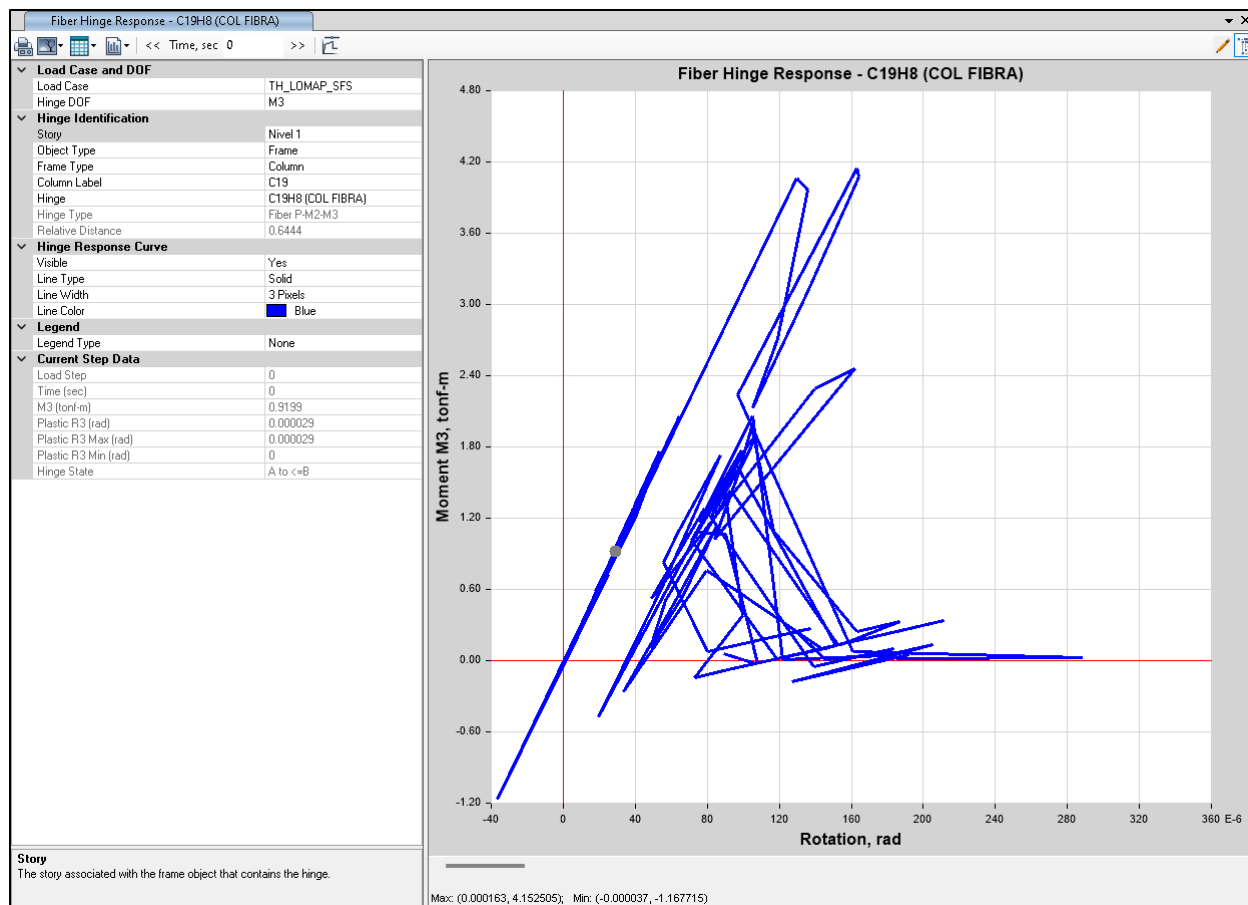 Fiber Hinge Response - C19H8 (COL FIBRA)
<< Time, sec 0 >>
Load Case and DOF
Load Case TH_LOMAP_SFS
Hinge DOF M3
Hinge Identification
Story Nivel 1
Object Type Frame
Frame Type Column
Column Label C19
Hinge C19H8 (COL FIBRA)
Hinge Type Fiber P-M2-M3
Relative Distance 0.6444
Hinge Response Curve
Visible Yes
Line Type Solid
Line Width 3 Pixels
Line Color Blue
Legend
Legend Type None
Current Step Data
Load Step 0
Time (sec) 0
M3 (tonf-m) 0.9199
Plastic R3 (rad) 0.000029
Plastic R3 Max (rad) 0.000029
Plastic R3 Min (rad) 0
Hinge State A to <=B
Story
The story associated with the frame object that contains the hinge.
Fiber Hinge Response - C19H8 (COL FIBRA)
4.80
4.20
3.60
3.00
2.40
1.80
1.20
0.60
0.00
-0.60
-1.20
Moment M3, tonf-m
-40 0 40 80 120 160 200 240 280 320 360 E-6
Rotation, rad
Max: (0.000163, 4.152505); Min: (-0.000037, -1.167715)